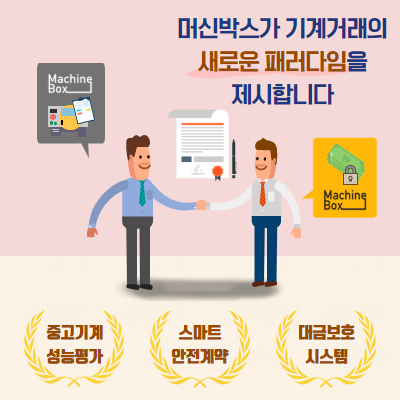 머신박스가 기계거래의
새로운 패러다임을
제시합니다
Machine
Box
Machine
Box
중고기계
성능평가
스마트
안전계약
대금보호
시스템